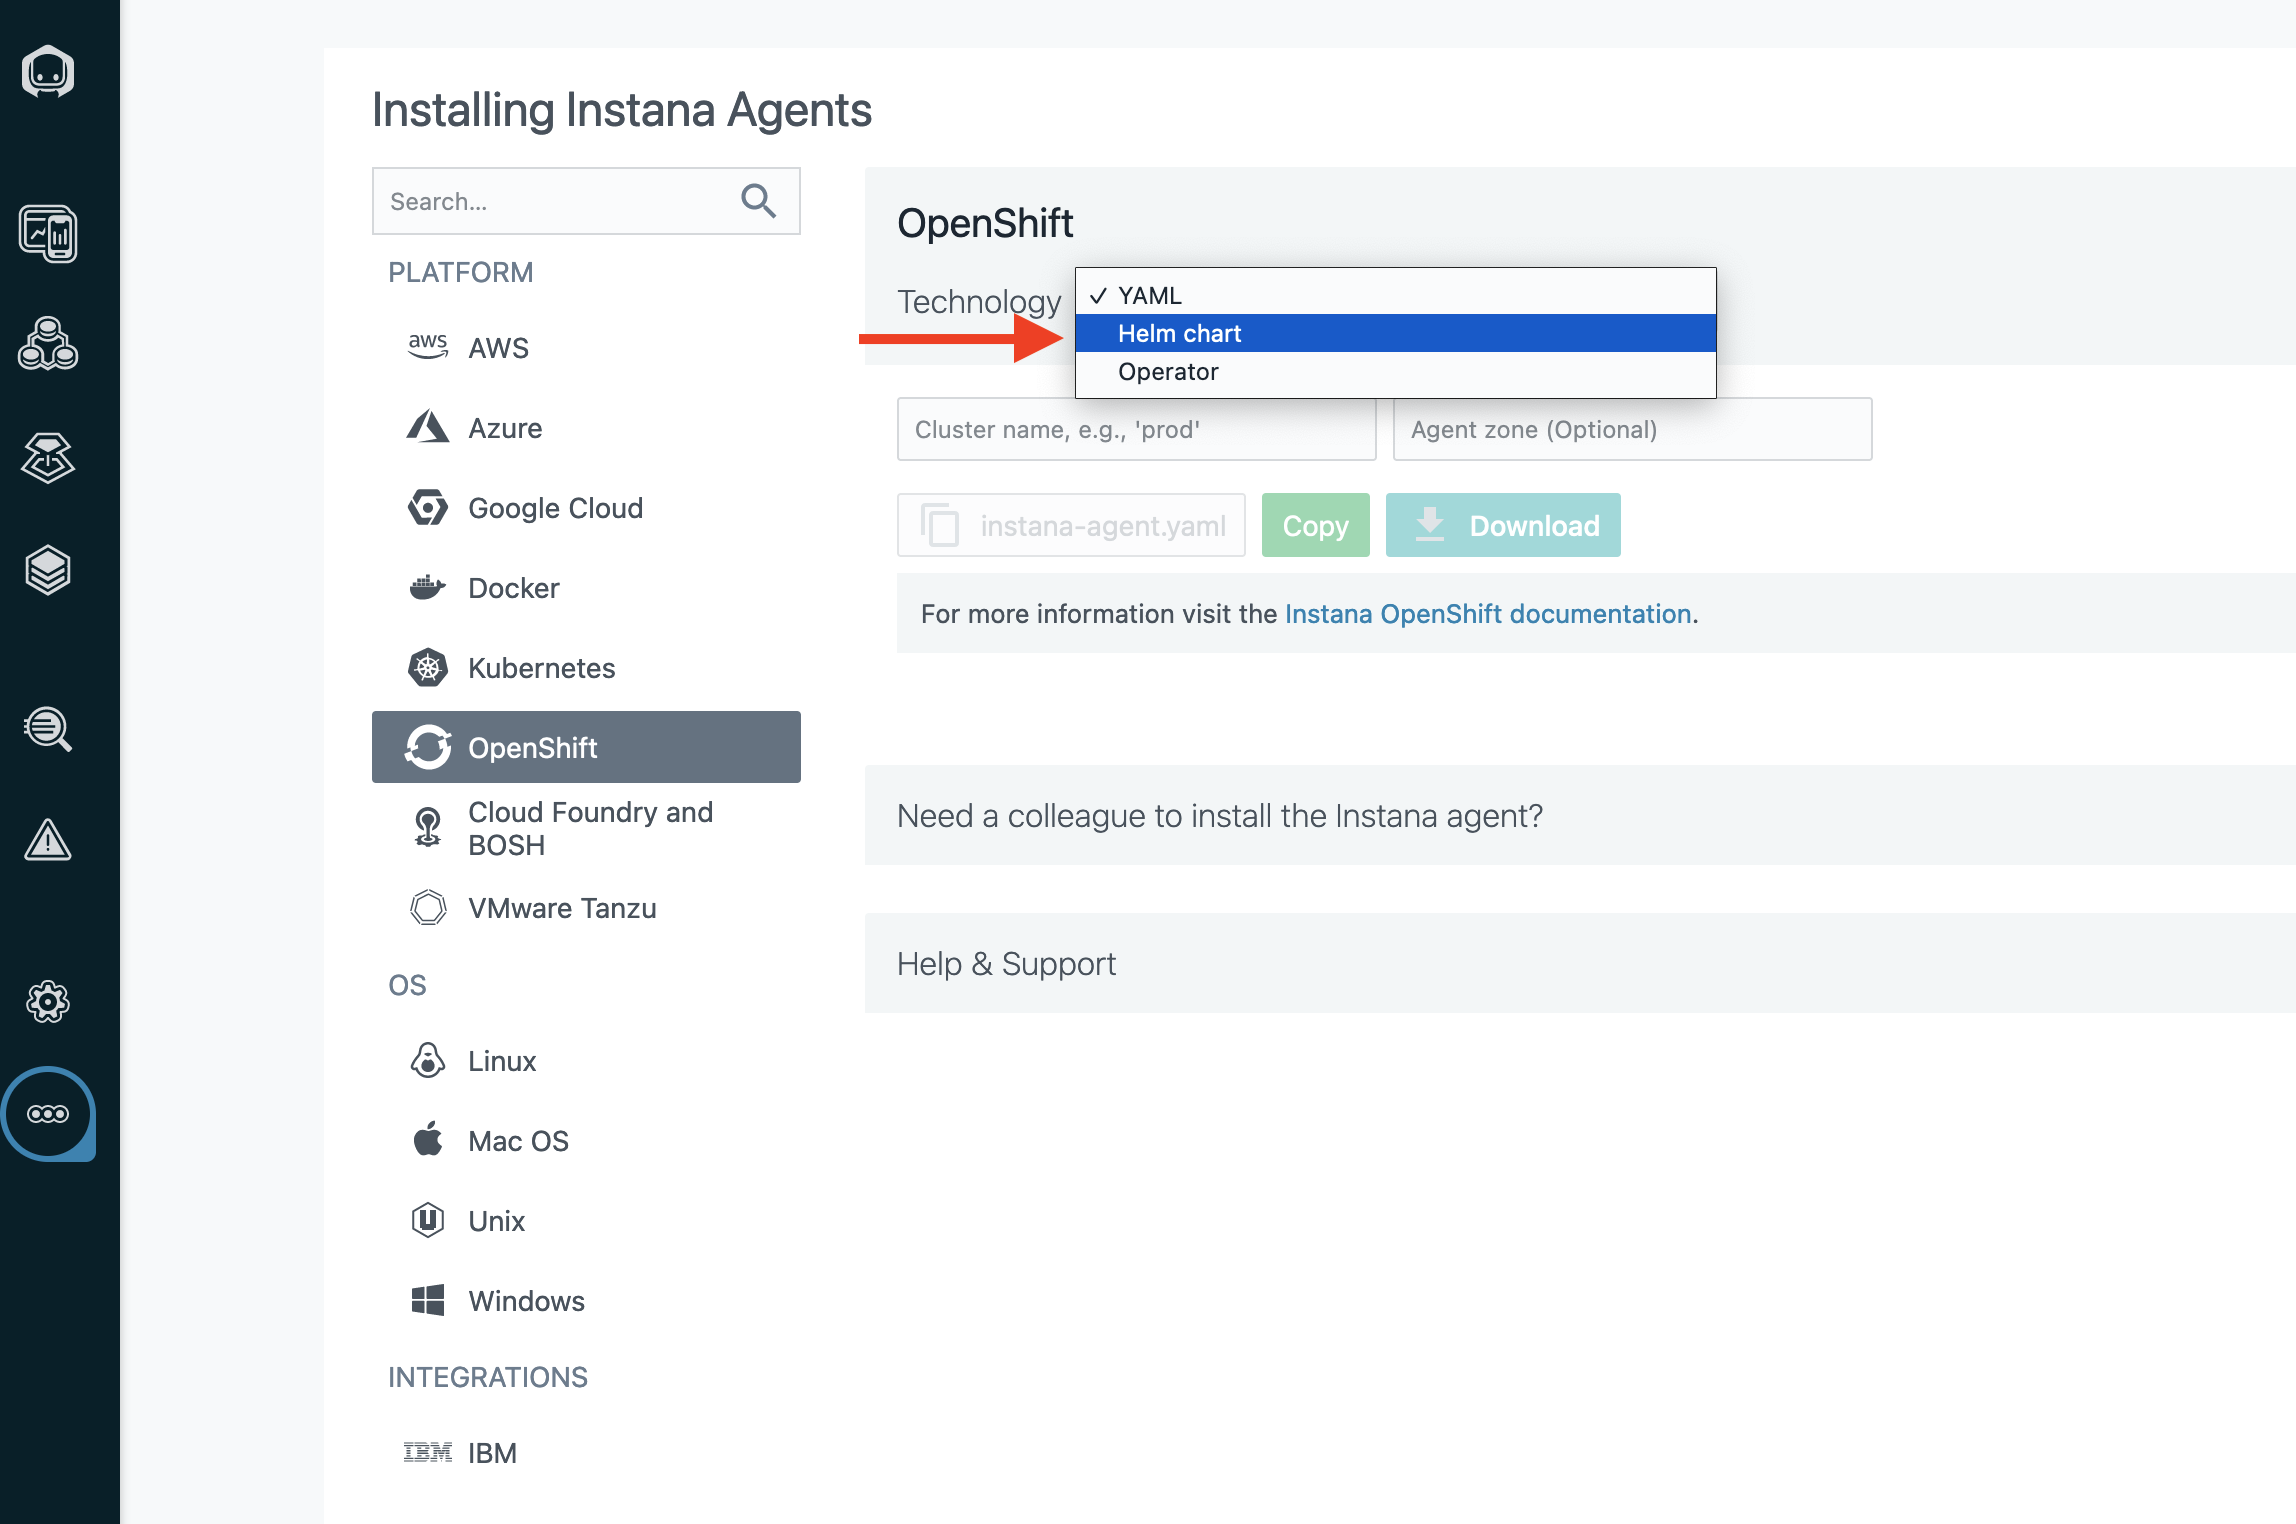 Installing Instana Agents
Search...
PLATFORM
aws AWS
Azure
Google Cloud
Docker
Kubernetes
OpenShift
Cloud Foundry and
BOSH
VMware Tanzu
OS
Linux
Mac OS
Unix
Windows
INTEGRATIONS
IBM IBM
OpenShift
Technology
✓ YAML
Helm chart
Operator
Cluster name, e.g., 'prod'
Agent zone (Optional)
instana-agent.yaml
Copy
Download
For more information visit the Instana OpenShift documentation.
Need a colleague to install the Instana agent?
Help & Support